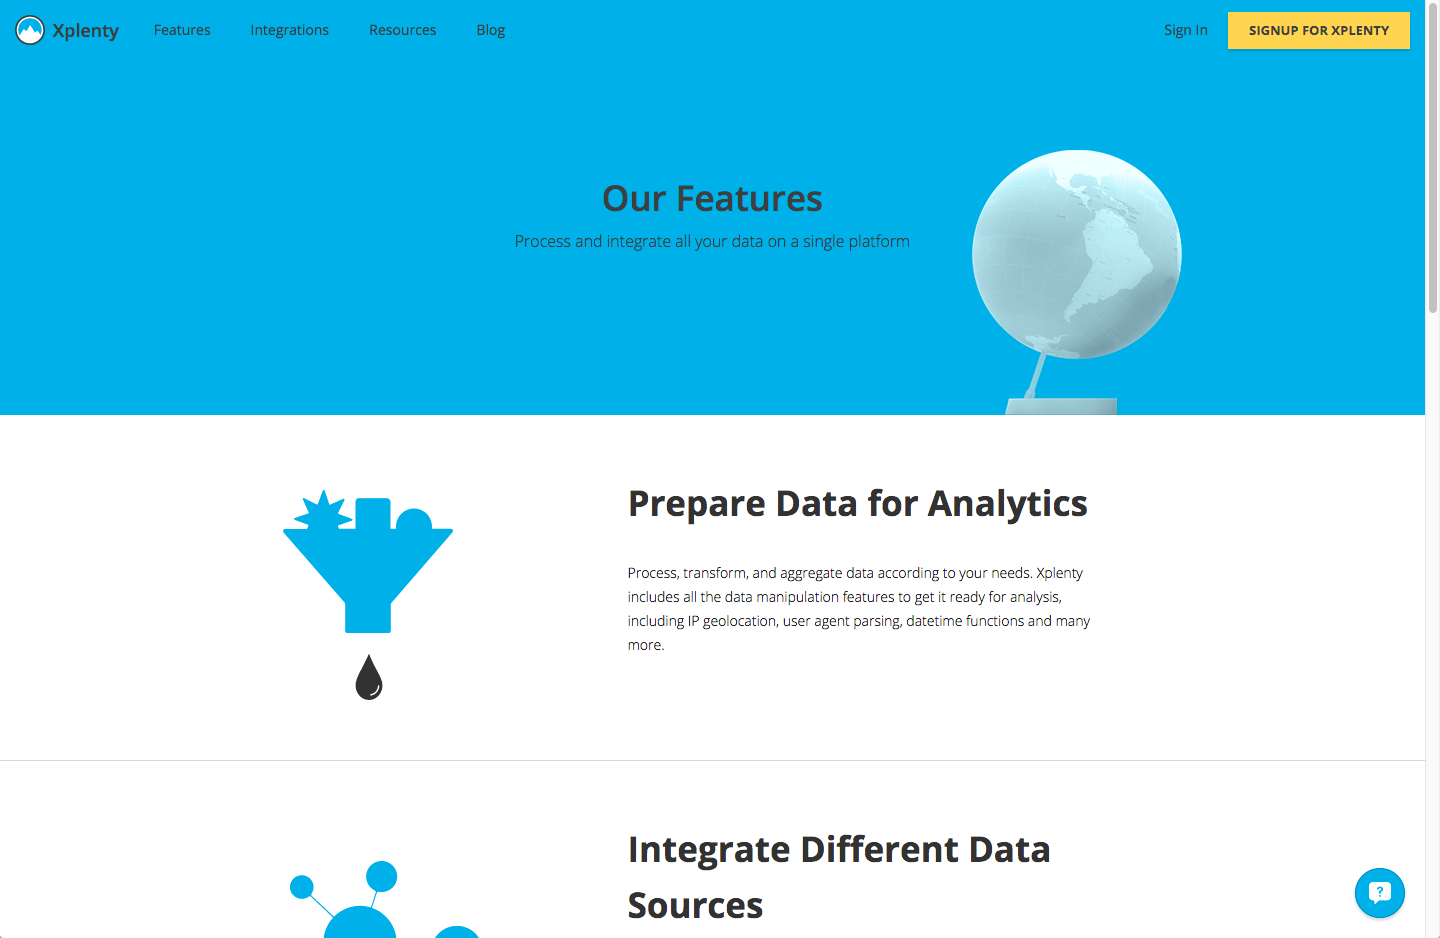 Xplenty
Features
Integrations
Resources
Blog
Sign In
SIGNUP FOR XPLENTY
Our Features
Process and integrate all your data on a single platform
Prepare Data for Analytics
Process, transform, and aggregate data according to your needs. Xplenty
includes all the data manipulation features to get it ready for analysis,
including IP geolocation, user agent parsing, datetime functions and many
more.
Integrate Different Data
Sources
?